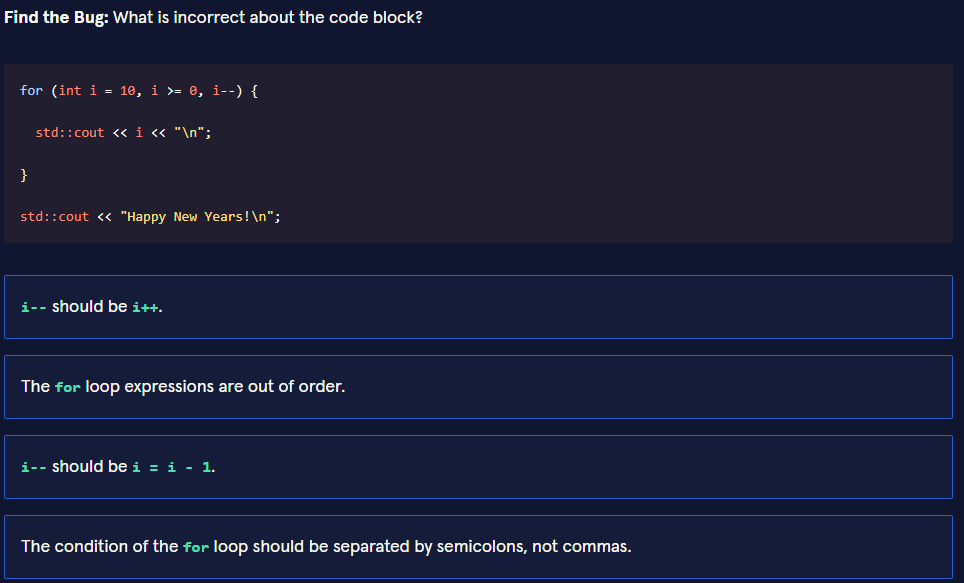 Find the Bug: What is incorrect about the code block?
for (int i = 10, i >= 0, i--) {
std::cout << i << "\n";
}
std::cout << "Happy New Years!\n";
i-- should be i++.
The for loop expressions are out of order.
i-- should be i = i - 1.
The condition of the for loop should be separated by semicolons, not commas.